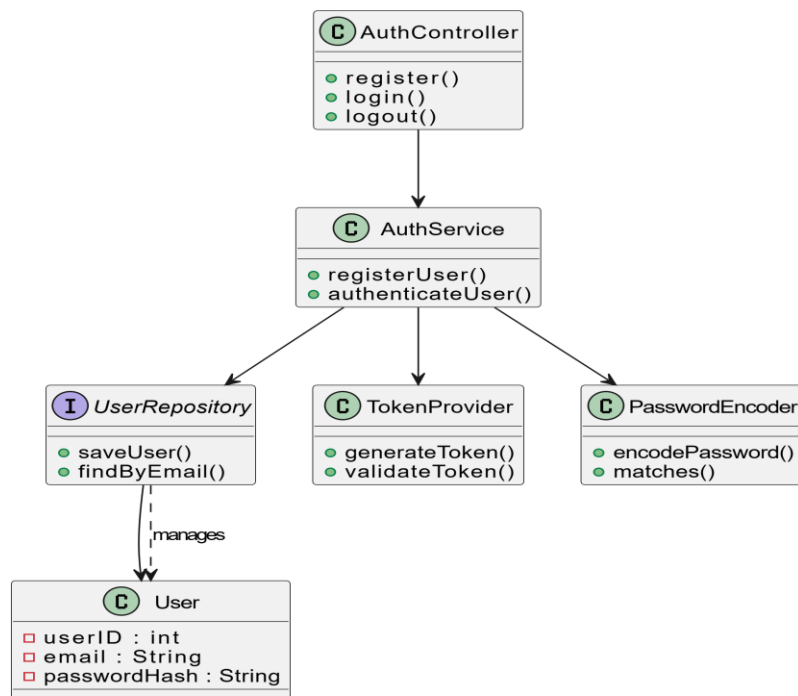 C AuthController
register()
login()
logout()
C AuthService
registerUser()
authenticateUser()
I UserRepository
saveUser()
findByEmail()
C TokenProvider
generateToken()
validateToken()
C PasswordEncoder
encodePassword()
matches()
manages
C User
userID : int
email : String
passwordHash : String